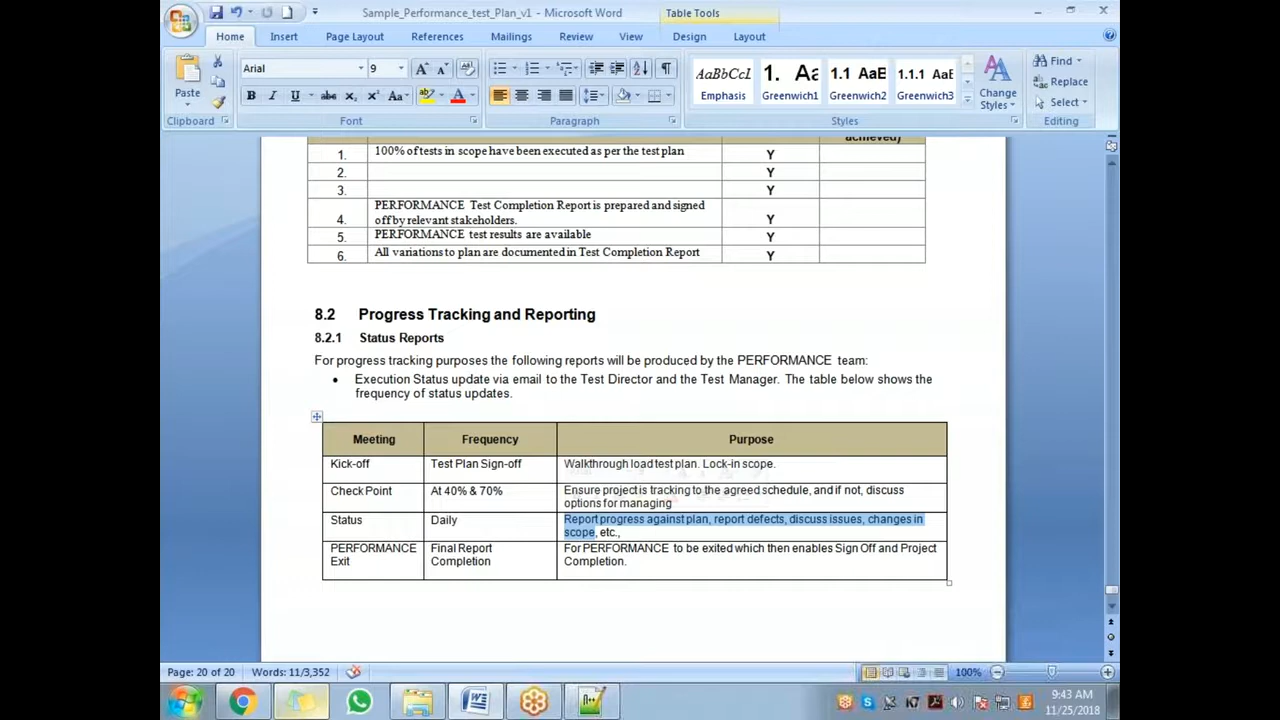 Sample_Performance_test_Plan_v1 - Microsoft Word
Table Tools
Home Insert Page Layout References Mailings Review View Design Layout
Paste
Arial 9
AaBbCcI 1. Aa 1.1 AaB 1.1.1 AaB
Emphasis Greenwich1 Greenwich2 Greenwich3
Change Styles
Find
Replace
Select
Clipboard Font Paragraph Styles Editing
achieved)
1. 100% of tests in scope have been executed as per the test plan Y
2. Y
3. Y
4. PERFORMANCE Test Completion Report is prepared and signed
off by relevant stakeholders. Y
5. PERFORMANCE test results are available Y
6. All variations to plan are documented in Test Completion Report Y
8.2 Progress Tracking and Reporting
8.2.1 Status Reports
For progress tracking purposes the following reports will be produced by the PERFORMANCE team:
• Execution Status update via email to the Test Director and the Test Manager. The table below shows the
frequency of status updates.
Meeting Frequency Purpose
Kick-off Test Plan Sign-off Walkthrough load test plan. Lock-in scope.
Check Point At 40% & 70% Ensure project is tracking to the agreed schedule, and if not, discuss
options for managing
Status Daily Report progress against plan, report defects, discuss issues, changes in
scope, etc.,
PERFORMANCE Exit Final Report Completion For PERFORMANCE to be exited which then enables Sign Off and Project
Completion.
Page: 20 of 20 Words: 11/3,352 100%
9:43 AM
11/25/2018